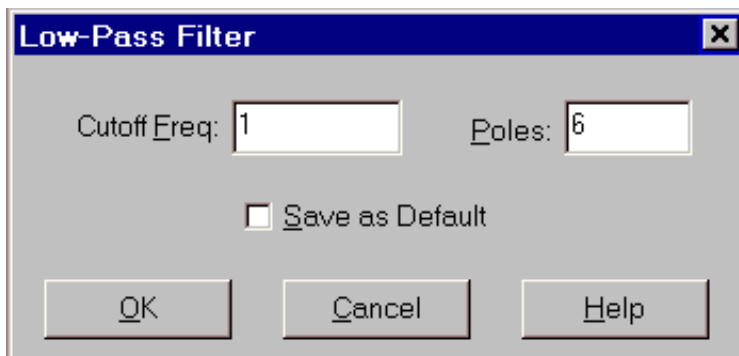 Low-Pass Filter
Cutoff Freq: 1 Poles: 6
Save as Default
OK Cancel Help